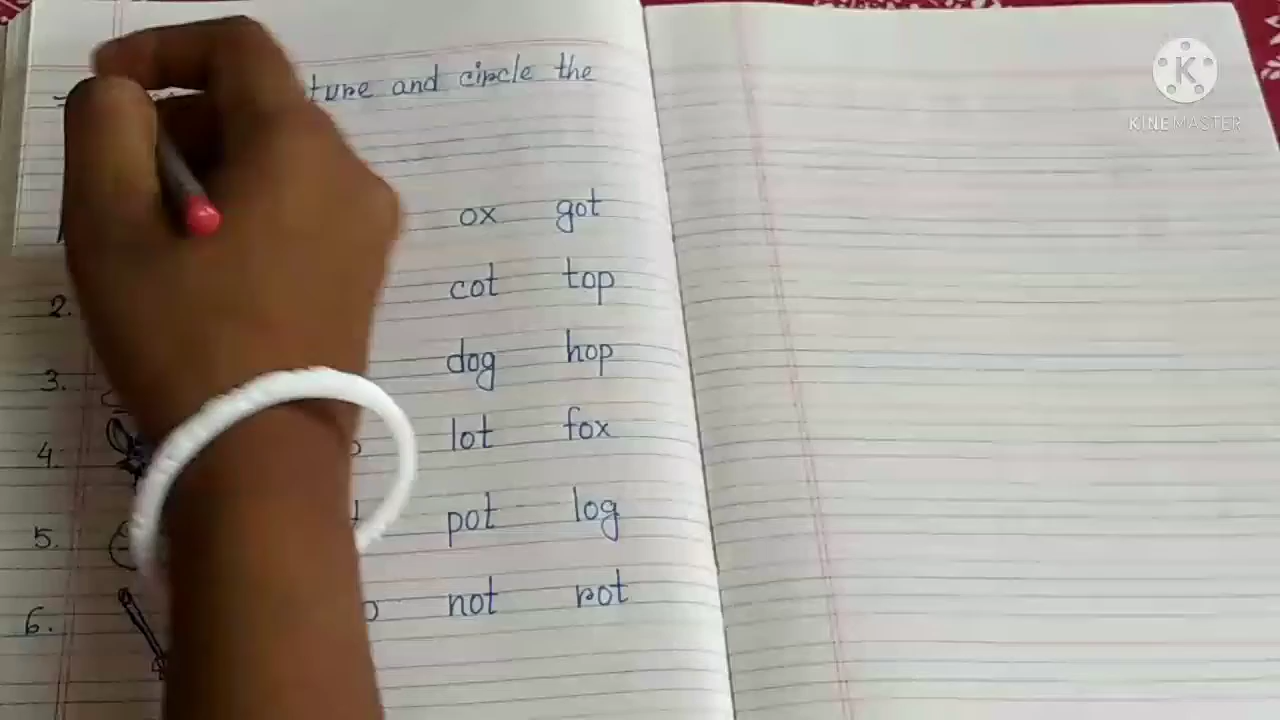 and circle the
ox got
2. cot top
3. dog hop
4. lot fox
5. pot log
6. not rot
K
KINEMASTER